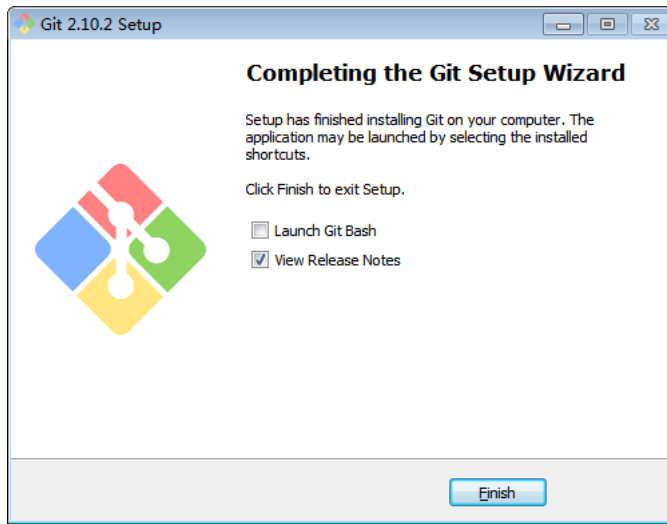 Git 2.10.2 Setup
Completing the Git Setup Wizard
Setup has finished installing Git on your computer. The
application may be launched by selecting the installed
shortcuts.
Click Finish to exit Setup.
Launch Git Bash
View Release Notes
Finish